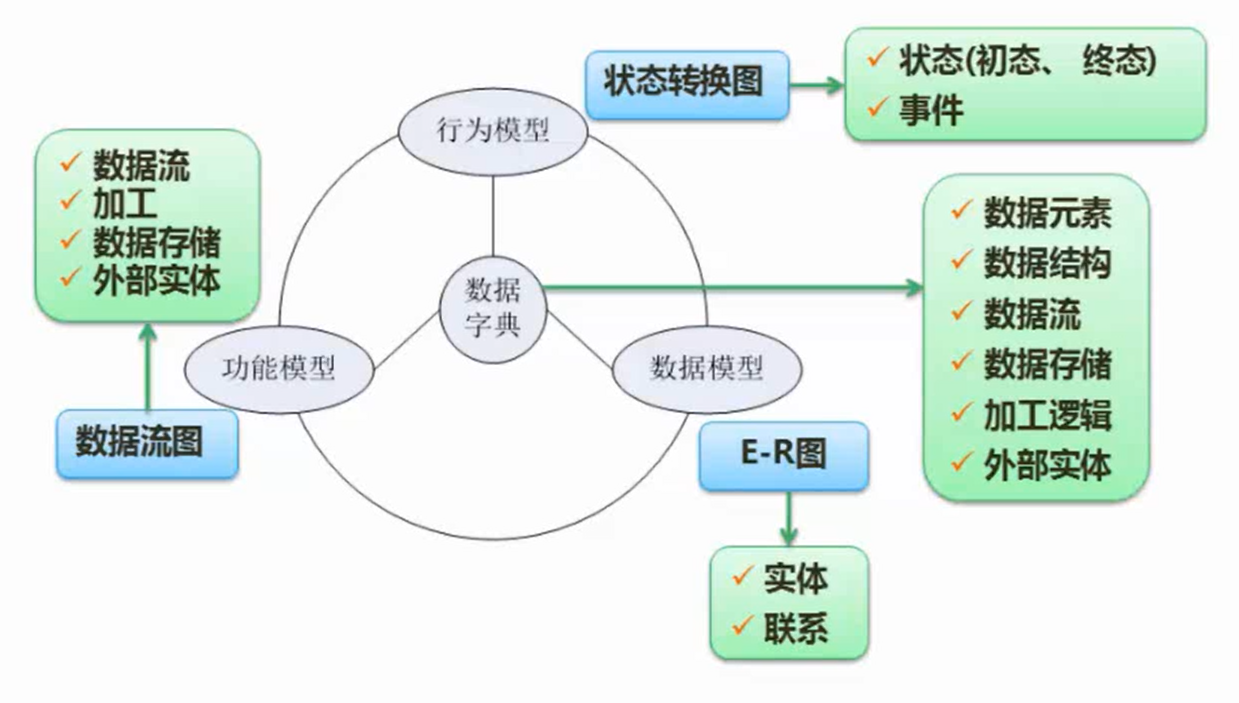 状态转换图
✓ 状态(初态、 终态)
✓ 事件
行为模型
✓ 数据流
✓ 加工
✓ 数据存储
✓ 外部实体
数据
字典
✓ 数据元素
✓ 数据结构
✓ 数据流
✓ 数据存储
✓ 加工逻辑
✓ 外部实体
功能模型
数据模型
数据流图
E-R图
✓ 实体
✓ 联系